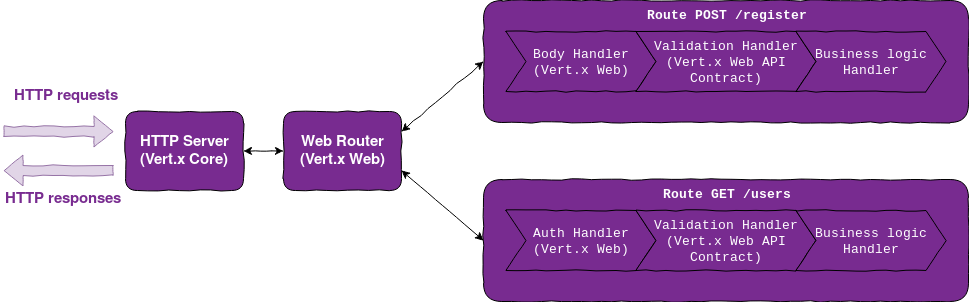 HTTP requests
HTTP responses
HTTP Server
(Vert.x Core)
Web Router
(Vert.x Web)
Route POST /register
Body Handler
(Vert.x Web)
Validation Handler
(Vert.x Web API
Contract)
Business logic
Handler
Route GET /users
Auth Handler
(Vert.x Web)
Validation Handler
(Vert.x Web API
Contract)
Business logic
Handler